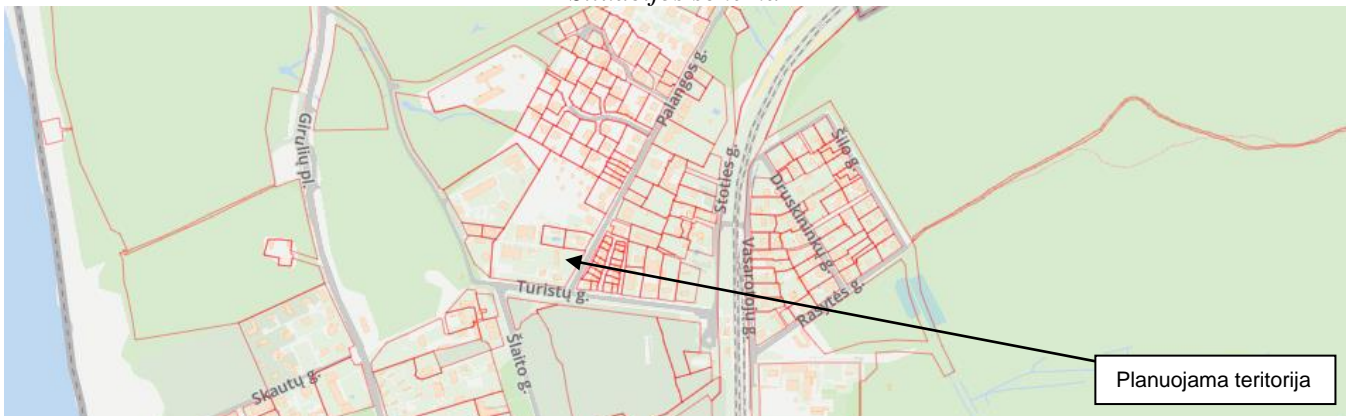 Palangos g.
Girulių pl.
Stoties g.
Šilo g.
Druskininkų g.
Vasarotojų g.
Rasytės g.
Turistų g.
Šlaito g.
Skautų g.
Planuojama teritorija